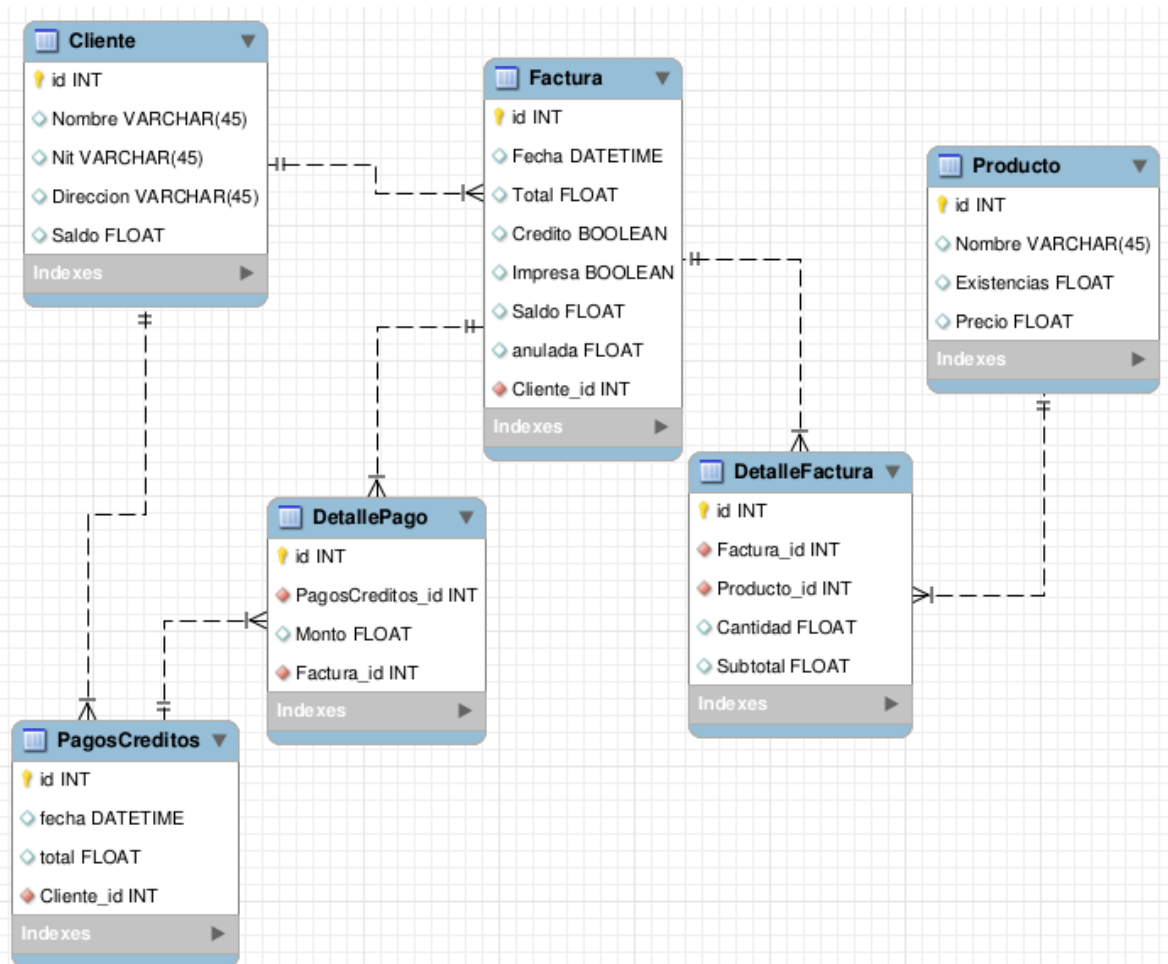 Cliente
id INT
Nombre VARCHAR(45)
Nit VARCHAR(45)
Direccion VARCHAR(45)
Saldo FLOAT
Indexes
Factura
id INT
Fecha DATETIME
Total FLOAT
Credito BOOLEAN
Impresa BOOLEAN
Saldo FLOAT
anulada FLOAT
Cliente_id INT
Indexes
Producto
id INT
Nombre VARCHAR(45)
Existencias FLOAT
Precio FLOAT
Indexes
DetallePago
id INT
PagosCreditos_id INT
Monto FLOAT
Factura_id INT
Indexes
DetalleFactura
id INT
Factura_id INT
Producto_id INT
Cantidad FLOAT
Subtotal FLOAT
Indexes
PagosCreditos
id INT
fecha DATETIME
total FLOAT
Cliente_id INT
Indexes